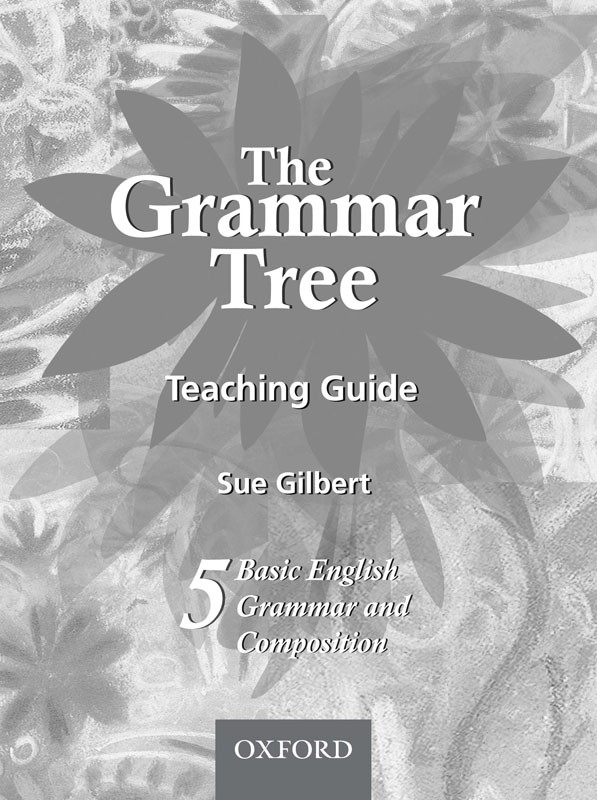 The
Grammar
Tree
Teaching Guide
Sue Gilbert
5 Basic English
Grammar and
Composition
OXFORD